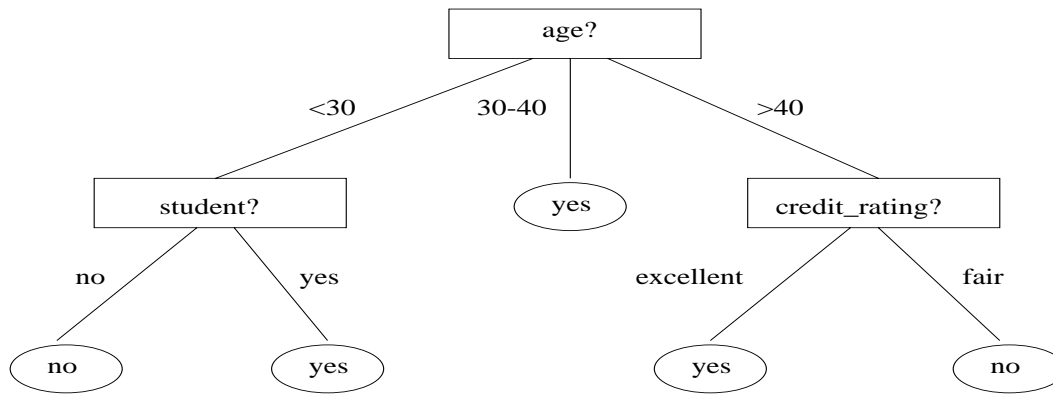 age?
<30
30-40
>40
student?
yes
credit_rating?
no
yes
excellent
fair
no
yes
yes
no